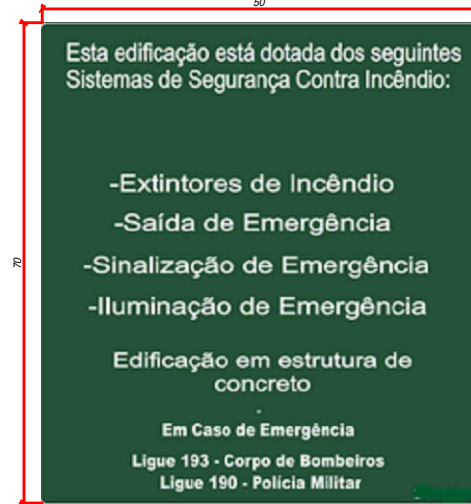 50
70
Esta edificação está dotada dos seguintes
Sistemas de Segurança Contra Incêndio:
-Extintores de Incêndio
-Saída de Emergência
-Sinalização de Emergência
-Iluminação de Emergência
Edificação em estrutura de
concreto
-
Em Caso de Emergência
Ligue 193 - Corpo de Bombeiros
Ligue 190 - Polícia Militar